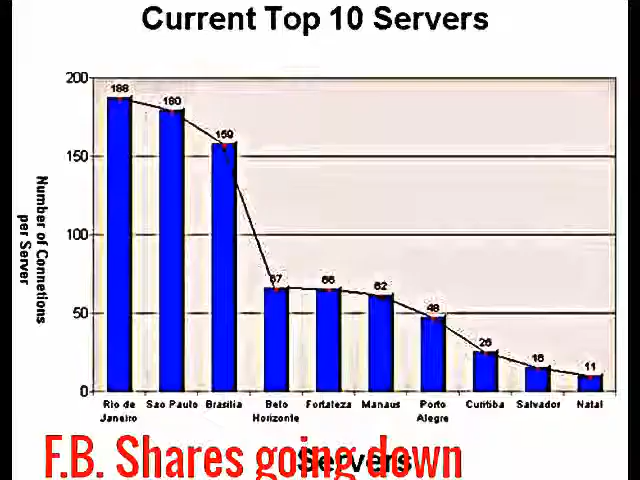 Current Top 10 Servers
Number of Connetions
per Server
200
150
100
50
0
188
180
159
67
66
62
48
26
16
11
Rio de Janeiro
Sao Paulo
Brasilia
Belo Horizonte
Fortaleza
Manaus
Porto Alegre
Curitiba
Salvador
Natal
Servers
F.B. Shares going down